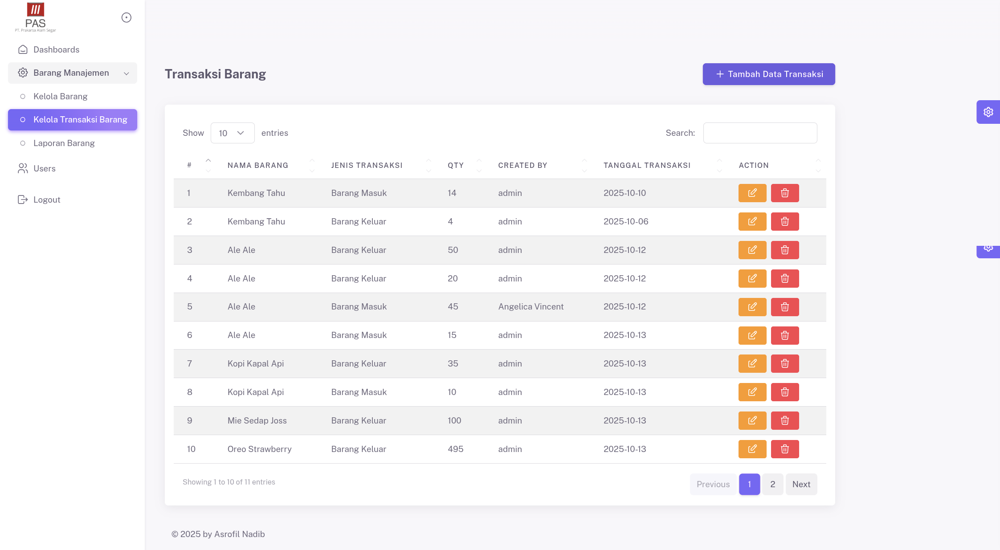 PAS
PT. Prakarsa Alam Segar
Dashboards
Barang Manajemen
Kelola Barang
Kelola Transaksi Barang
Laporan Barang
Users
Logout
Transaksi Barang
+ Tambah Data Transaksi
Show 10 entries
Search:
# NAMA BARANG JENIS TRANSAKSI QTY CREATED BY TANGGAL TRANSAKSI ACTION
1 Kembang Tahu Barang Masuk 14 admin 2025-10-10
2 Kembang Tahu Barang Keluar 4 admin 2025-10-06
3 Ale Ale Barang Keluar 50 admin 2025-10-12
4 Ale Ale Barang Keluar 20 admin 2025-10-12
5 Ale Ale Barang Masuk 45 Angelica Vincent 2025-10-12
6 Ale Ale Barang Masuk 15 admin 2025-10-13
7 Kopi Kapal Api Barang Keluar 35 admin 2025-10-13
8 Kopi Kapal Api Barang Masuk 10 admin 2025-10-13
9 Mie Sedap Joss Barang Keluar 100 admin 2025-10-13
10 Oreo Strawberry Barang Keluar 495 admin 2025-10-13
Showing 1 to 10 of 11 entries
Previous 1 2 Next
© 2025 by Asrofil Nadib